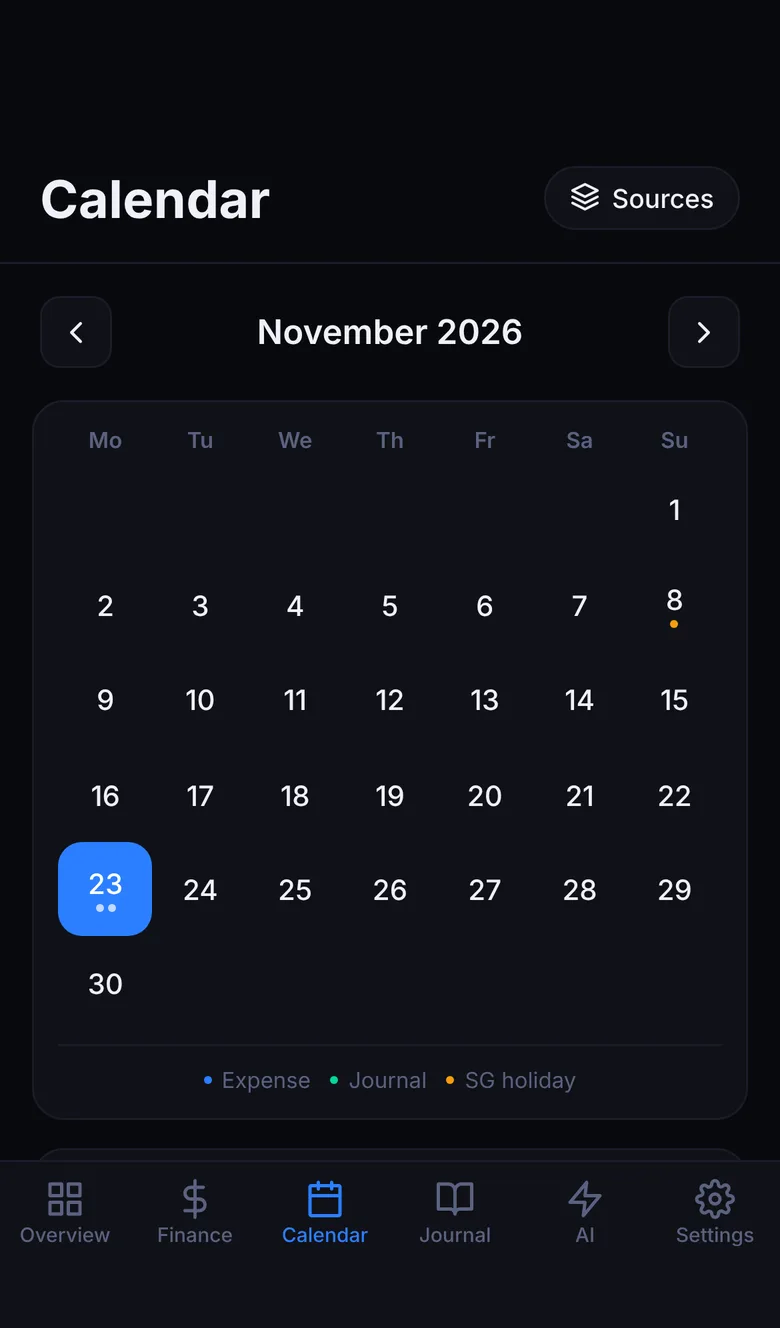 Calendar
Sources
November 2026
Mo Tu We Th Fr Sa Su
1
2 3 4 5 6 7 8
9 10 11 12 13 14 15
16 17 18 19 20 21 22
23 24 25 26 27 28 29
30
Expense Journal SG holiday
Overview Finance Calendar Journal AI Settings